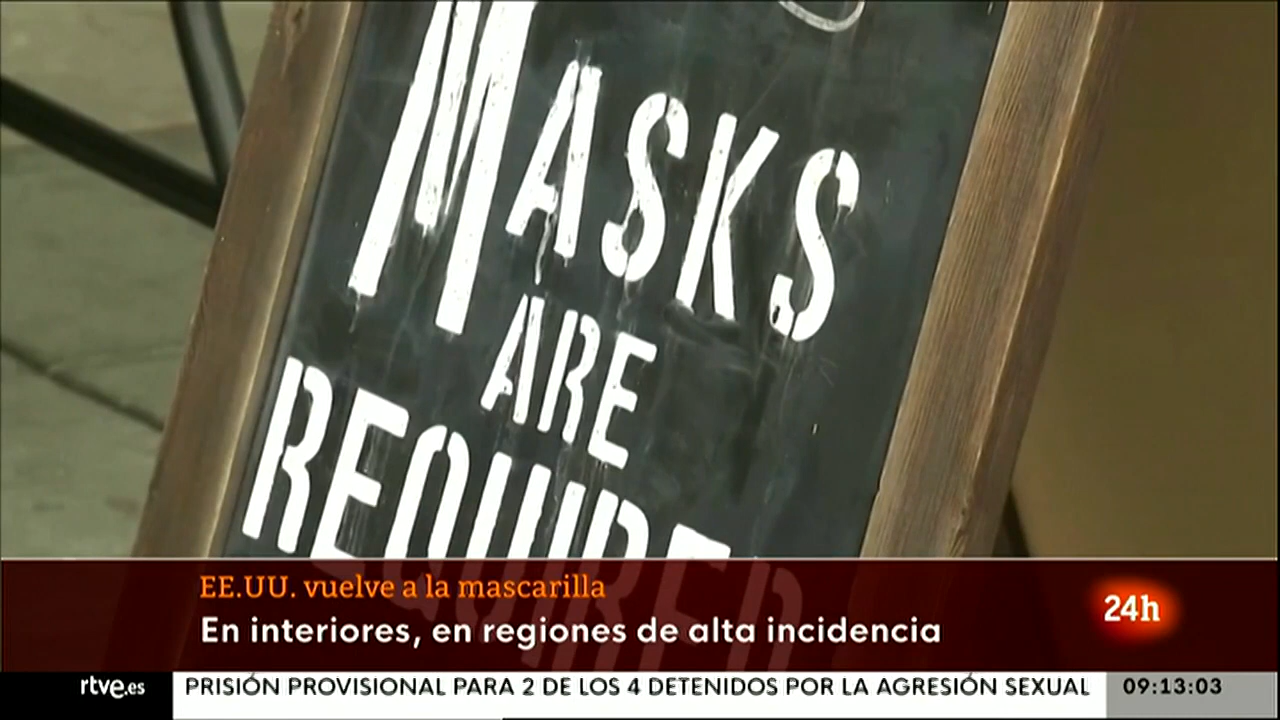 MASKS
ARE
REQUIRED
EE.UU. vuelve a la mascarilla
En interiores, en regiones de alta incidencia
24h
rtve.es
PRISIÓN PROVISIONAL PARA 2 DE LOS 4 DETENIDOS POR LA AGRESIÓN SEXUAL
09:13:03